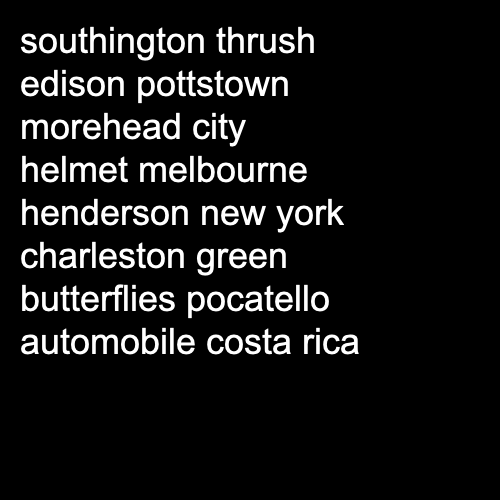 southington thrush
edison pottstown
morehead city
helmet melbourne
henderson new york
charleston green
butterflies pocatello
automobile costa rica